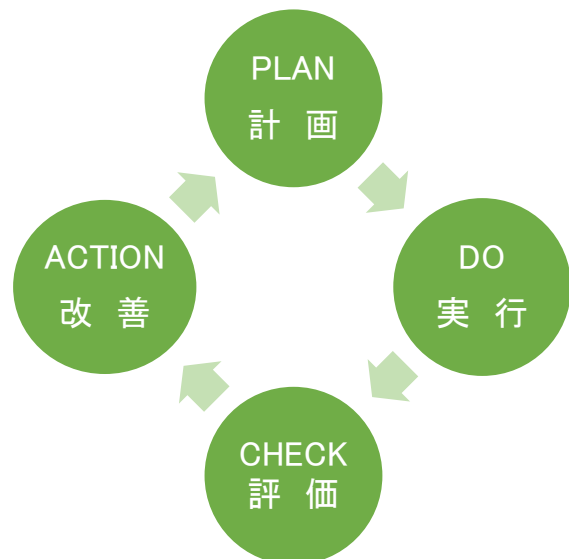 PLAN
計 画
DO
実 行
CHECK
評 価
ACTION
改 善